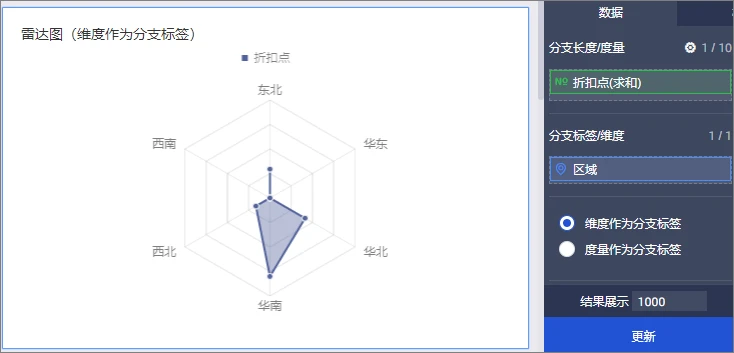 雷达图（维度作为分支标签）
折扣点
东北
西南
华东
西北
华北
华南
数据
分支长度/度量
1 / 10
Nº 折扣点(求和)
分支标签/维度
1 / 1
区域
维度作为分支标签
度量作为分支标签
结果展示 1000
更新